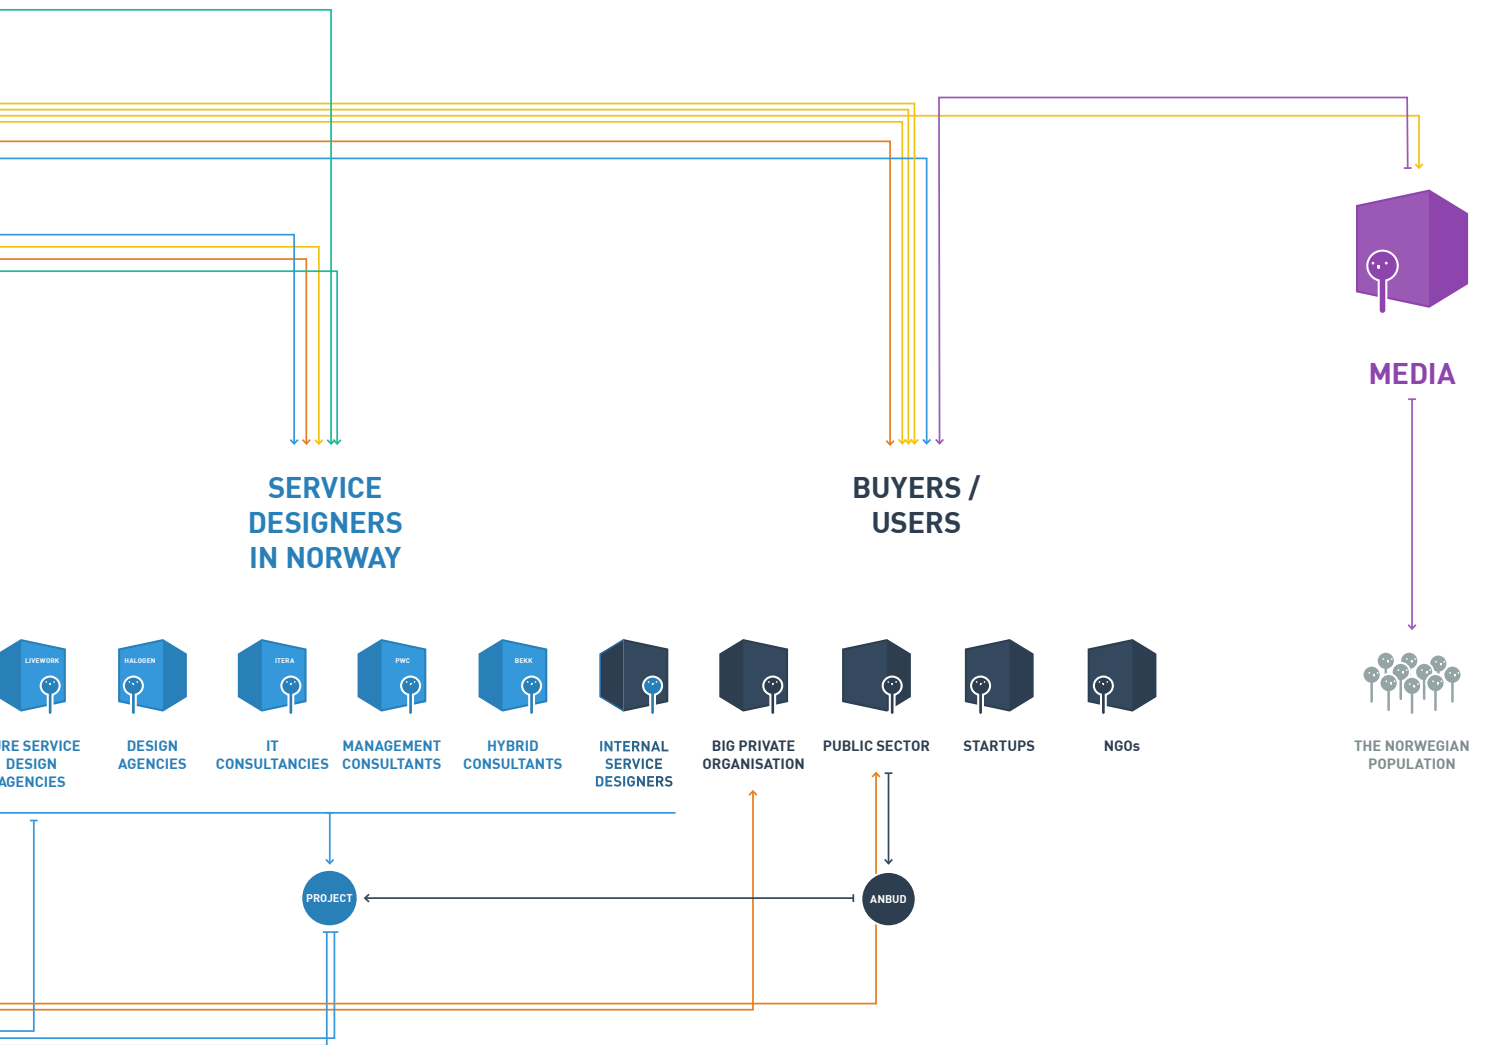 MEDIA
SERVICE
DESIGNERS
IN NORWAY
BUYERS /
USERS
LIVEWORK
HALOGEN
ITERA
PWC
BEKK
URE SERVICE
DESIGN
AGENCIES
DESIGN
AGENCIES
IT
CONSULTANCIES
MANAGEMENT
CONSULTANTS
HYBRID
CONSULTANTS
INTERNAL
SERVICE
DESIGNERS
BIG PRIVATE
ORGANISATION
PUBLIC SECTOR
STARTUPS
NGOs
THE NORWEGIAN
POPULATION
PROJECT
ANBUD